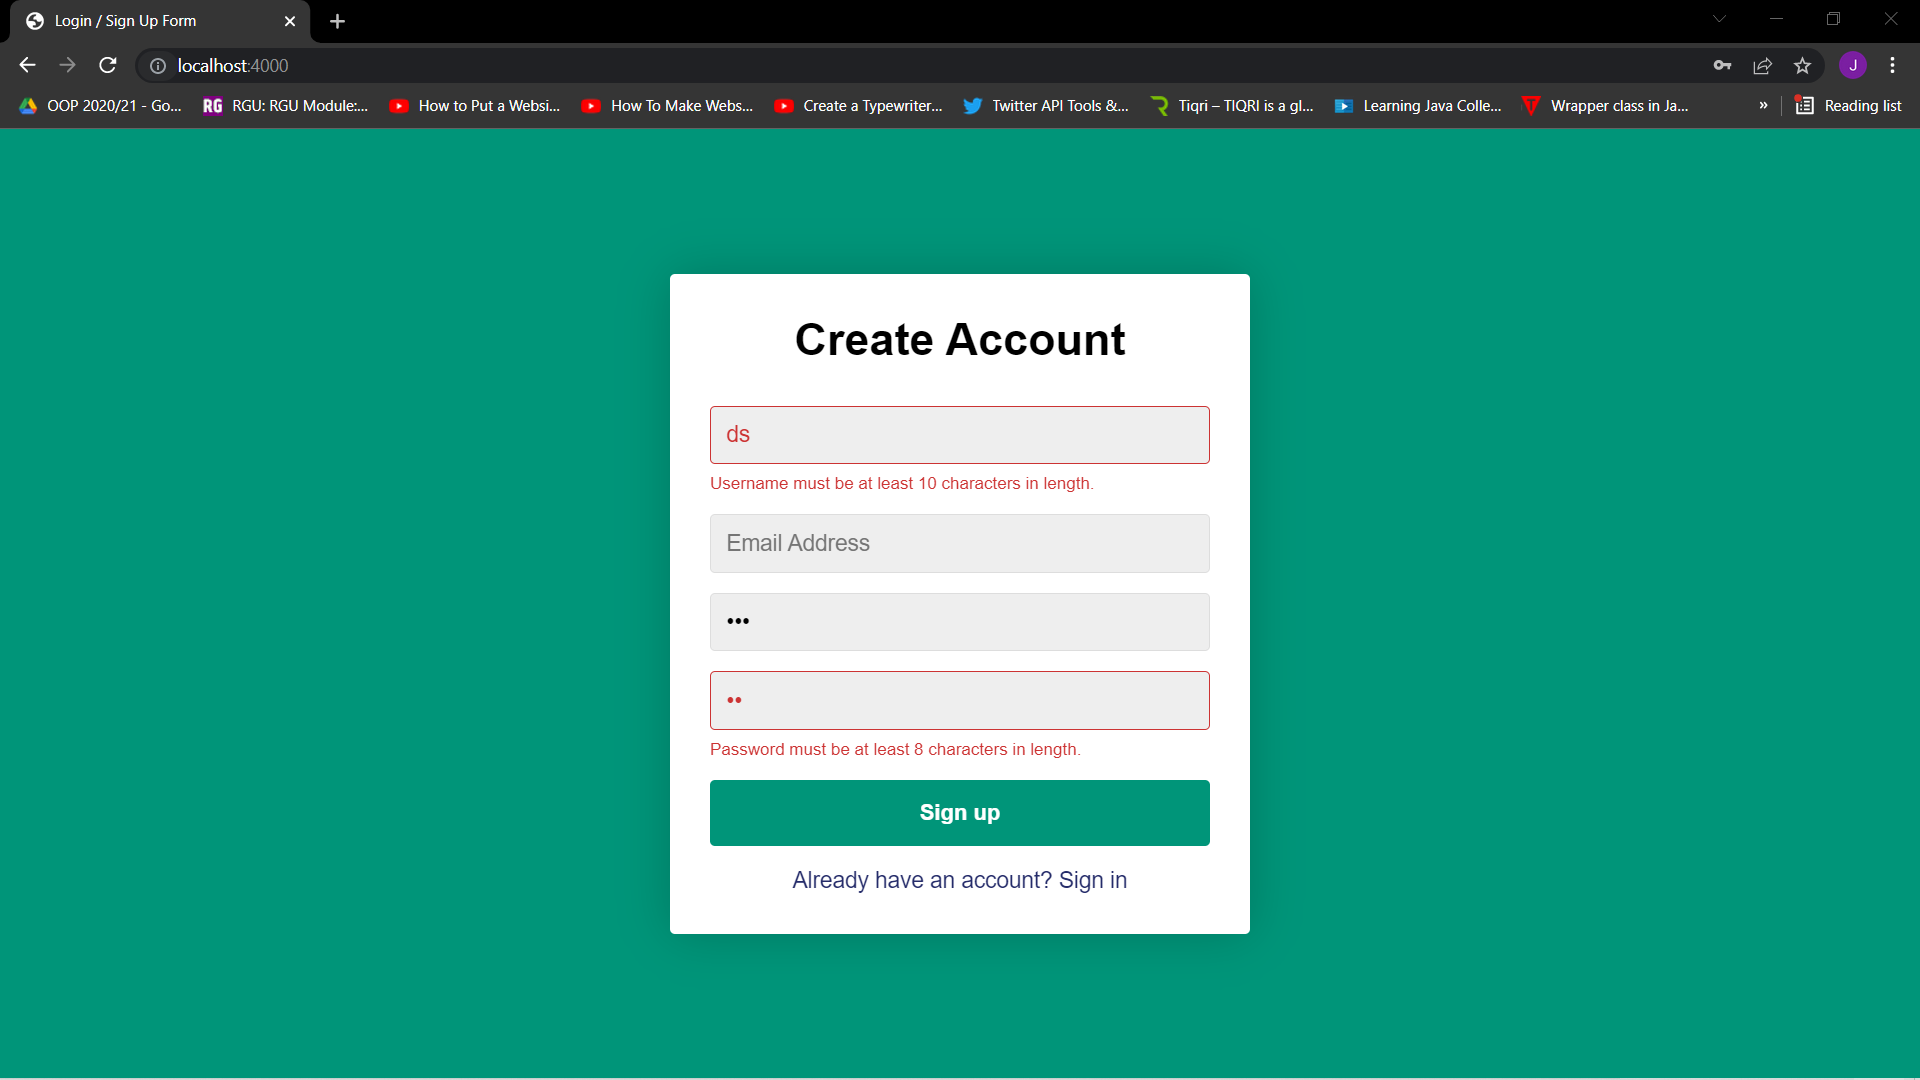 Login / Sign Up Form
localhost:4000
J
OOP 2020/21 - Go...
RG RGU: RGU Module:...
How to Put a Websi...
How To Make Webs...
Create a Typewriter...
Twitter API Tools &...
Tiqri – TIQRI is a gl...
Learning Java Colle...
T Wrapper class in Ja...
»
Reading list
Create Account
ds
Username must be at least 10 characters in length.
Email Address
•••
••
Password must be at least 8 characters in length.
Sign up
Already have an account? Sign in